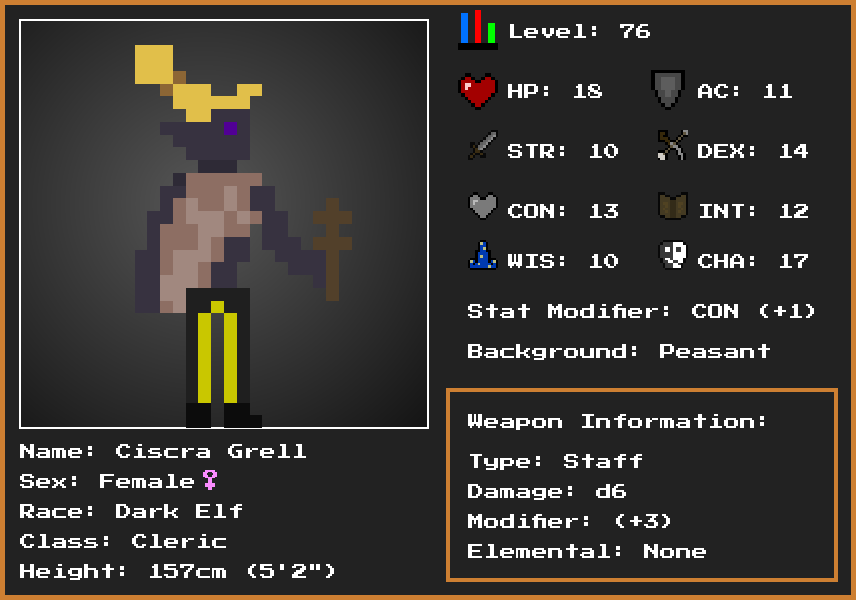 Level: 76
HP: 18
AC: 11
STR: 10
DEX: 14
CON: 13
INT: 12
WIS: 10
CHA: 17
Stat Modifier: CON (+1)
Background: Peasant
Name: Ciscra Grell
Sex: Female♀
Race: Dark Elf
Class: Cleric
Height: 157cm (5'2")
Weapon Information:
Type: Staff
Damage: d6
Modifier: (+3)
Elemental: None